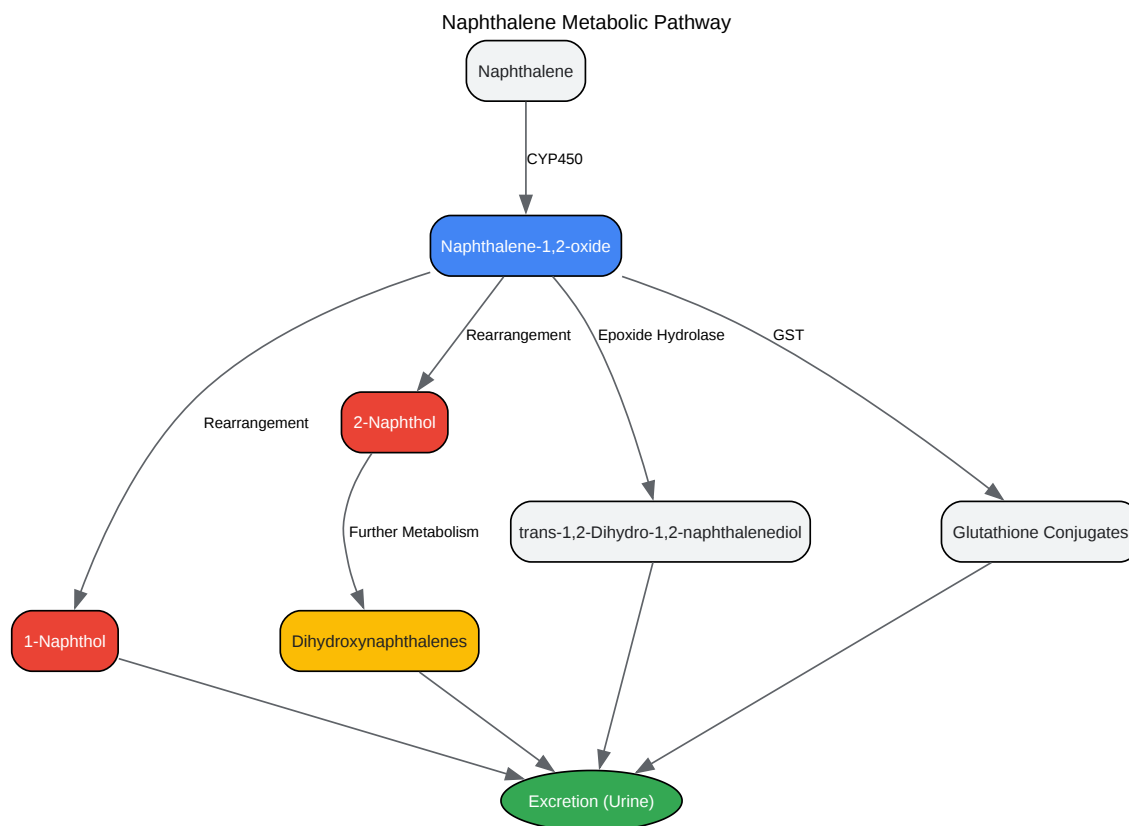 Naphthalene Metabolic Pathway
Naphthalene
CYP450
Naphthalene-1,2-oxide
Rearrangement
Epoxide Hydrolase
GST
Rearrangement
2-Naphthol
Further Metabolism
trans-1,2-Dihydro-1,2-naphthalenediol
Glutathione Conjugates
1-Naphthol
Dihydroxynaphthalenes
Excretion (Urine)